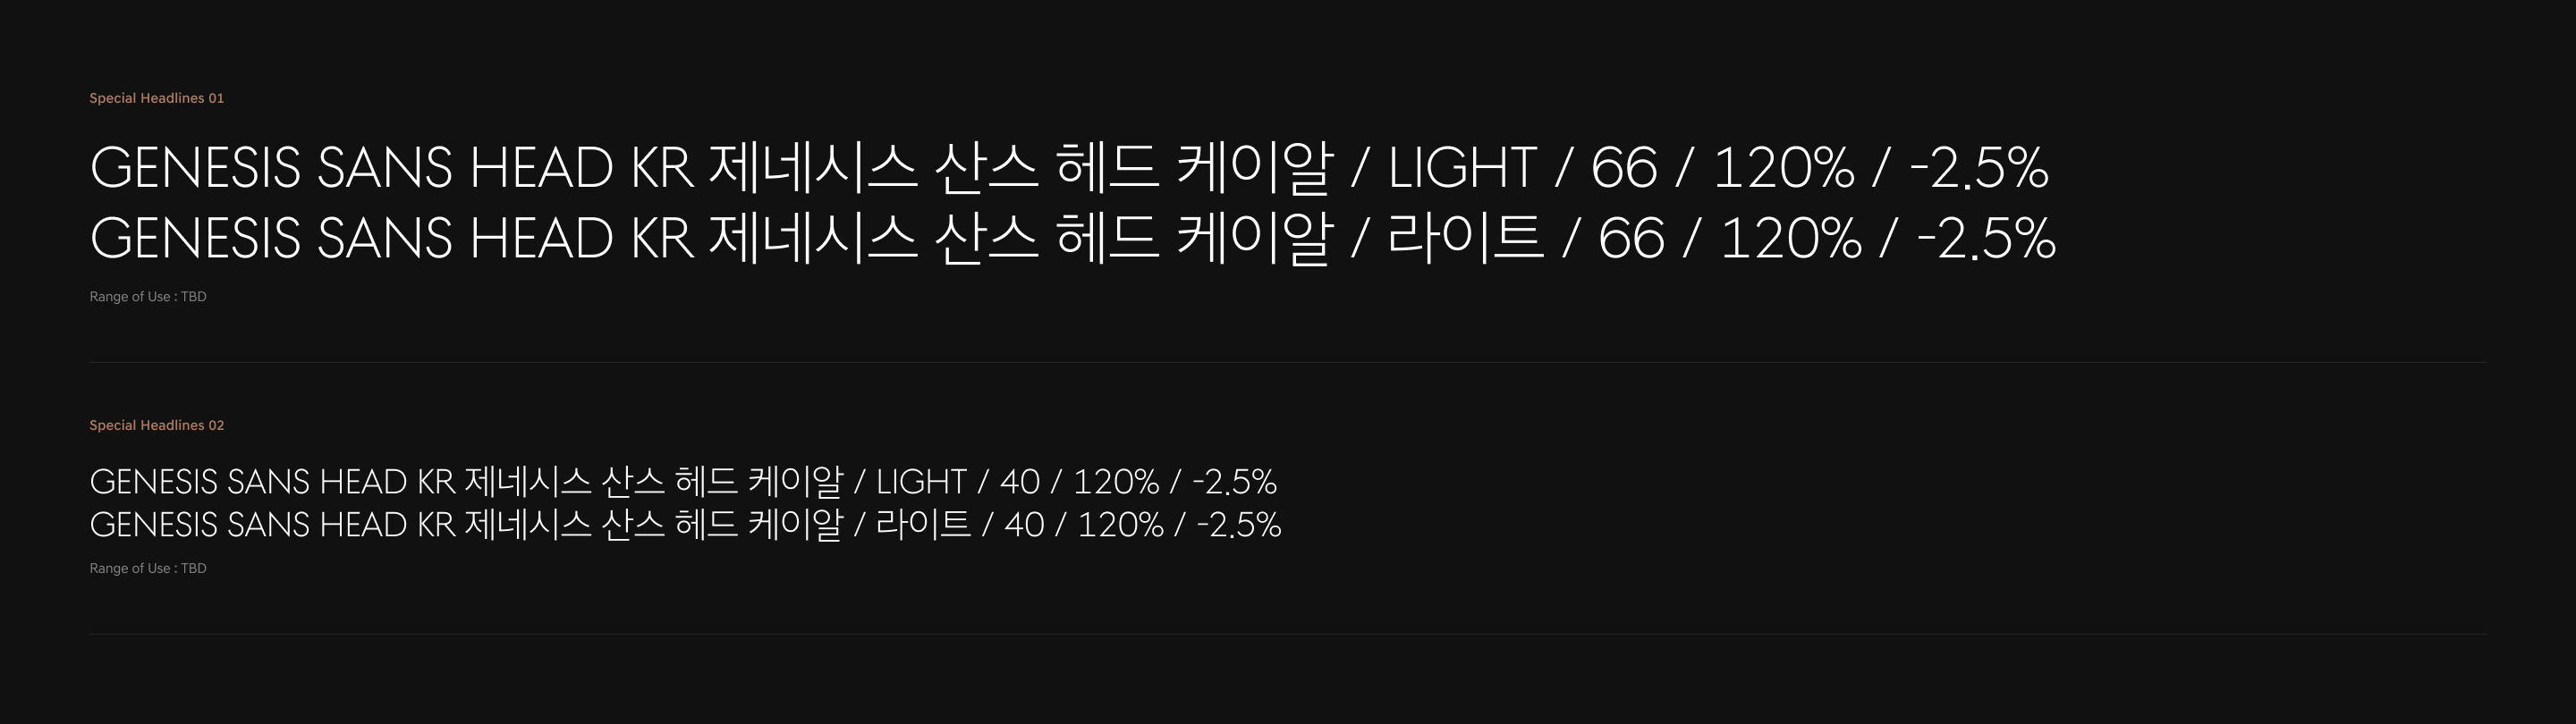 Special Headlines 01
GENESIS SANS HEAD KR 제네시스 산스 헤드 케이알 / LIGHT / 66 / 120% / -2.5%
GENESIS SANS HEAD KR 제네시스 산스 헤드 케이알 / 라이트 / 66 / 120% / -2.5%
Range of Use : TBD
Special Headlines 02
GENESIS SANS HEAD KR 제네시스 산스 헤드 케이알 / LIGHT / 40 / 120% / -2.5%
GENESIS SANS HEAD KR 제네시스 산스 헤드 케이알 / 라이트 / 40 / 120% / -2.5%
Range of Use : TBD